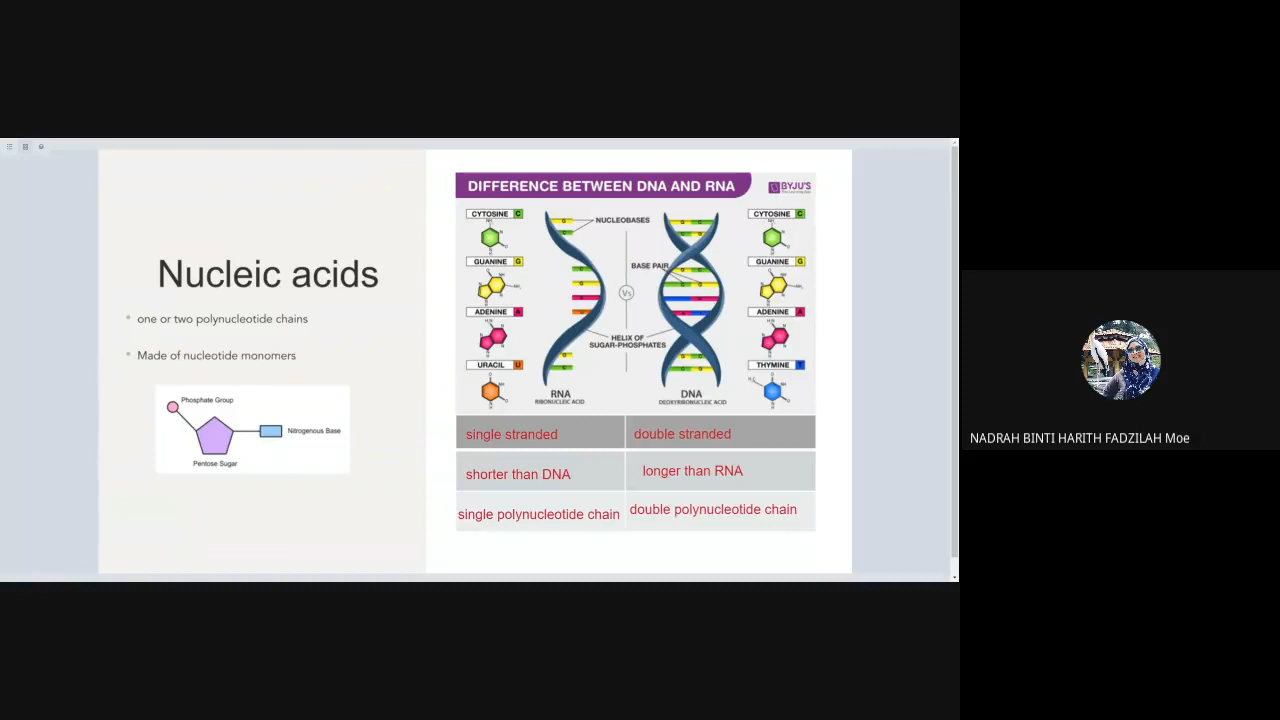 Nucleic acids
one or two polynucleotide chains
Made of nucleotide monomers
Phosphate Group
Nitrogenous Base
Pentose Sugar
DIFFERENCE BETWEEN DNA AND RNA
BYJU'S
CYTOSINE C
GUANINE G
ADENINE A
URACIL U
NUCLEOBASES
BASE PAIR
Vs
HELIX OF
SUGAR-PHOSPHATES
RNA
RIBONUCLEIC ACID
DNA
DEOXYRIBONUCLEIC ACID
CYTOSINE C
GUANINE G
ADENINE A
THYMINE T
single stranded
double stranded
shorter than DNA
longer than RNA
single polynucleotide chain
double polynucleotide chain
NADRAH BINTI HARITH FADZILAH Moe